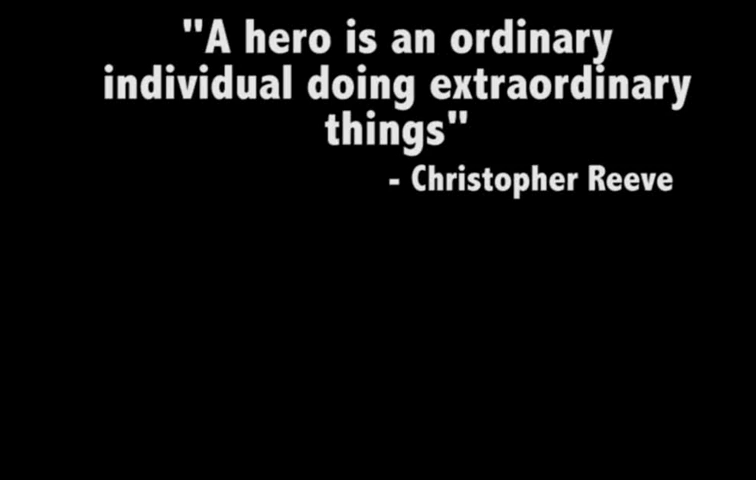 "A hero is an ordinary
individual doing extraordinary
things"
- Christopher Reeve